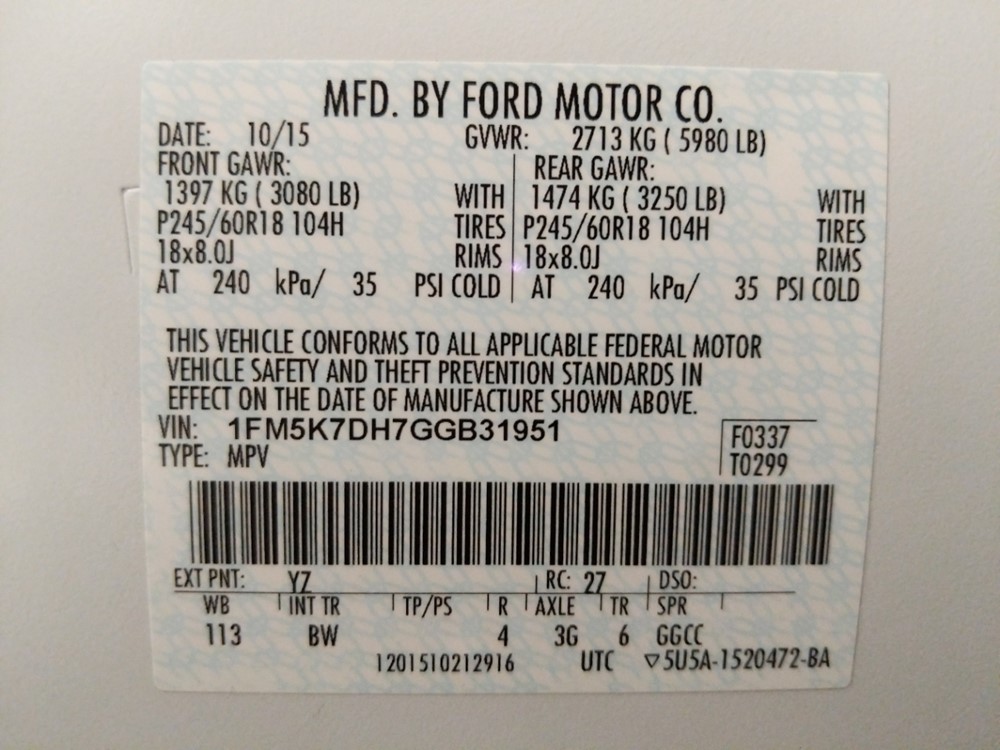 MFD. BY FORD MOTOR CO.
DATE: 10/15 GVWR: 2713 KG ( 5980 LB)
FRONT GAWR: REAR GAWR:
1397 KG ( 3080 LB) WITH 1474 KG ( 3250 LB) WITH
P245/60R18 104H TIRES P245/60R18 104H TIRES
18x8.0J RIMS 18x8.0J RIMS
AT 240 kPa/ 35 PSI COLD AT 240 kPa/ 35 PSI COLD
THIS VEHICLE CONFORMS TO ALL APPLICABLE FEDERAL MOTOR
VEHICLE SAFETY AND THEFT PREVENTION STANDARDS IN
EFFECT ON THE DATE OF MANUFACTURE SHOWN ABOVE.
VIN: 1FM5K7DH7GGB31951 F0337
TYPE: MPV T0299
EXT PNT: YZ RC: 27 DSO:
WB INT TR TP/PS R AXLE TR SPR
113 BW 4 3G 6 GGCC
1201510212916 UTC ▽5U5A-1520472-BA